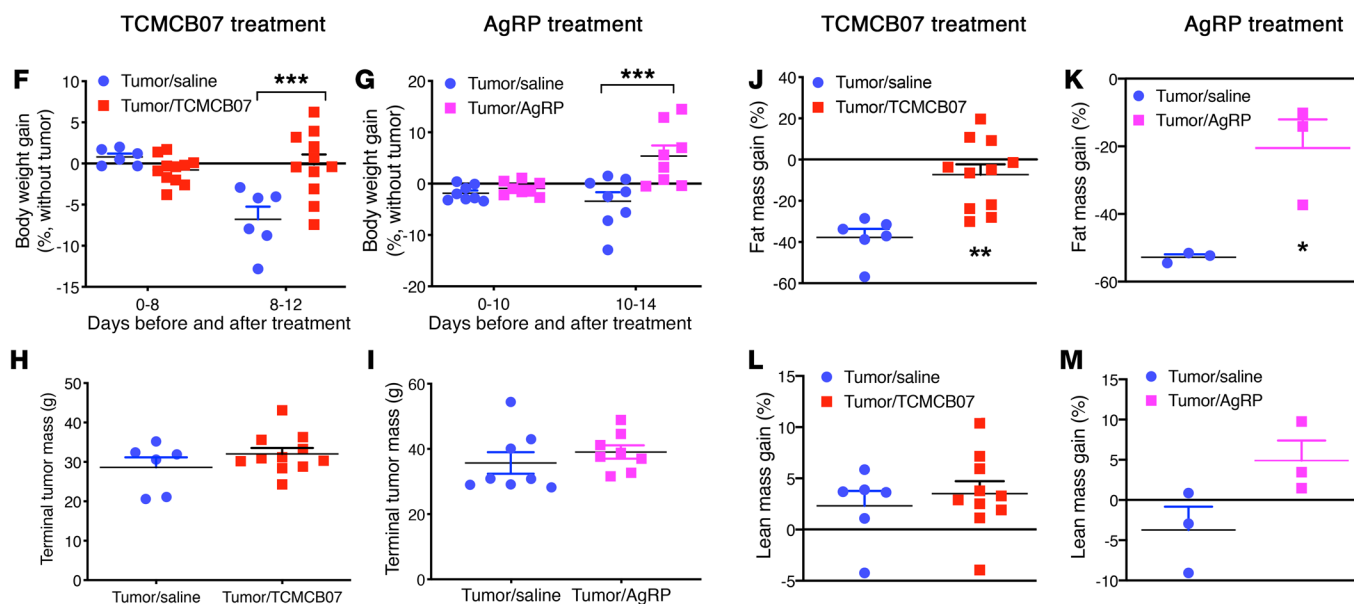 TCMCB07 treatment
AgRP treatment
TCMCB07 treatment
AgRP treatment
F
Body weight gain
(%, without tumor)
10
5
0
-5
-10
-15
Tumor/saline
Tumor/TCMCB07
***
0-8
8-12
Days before and after treatment
G
Body weight gain
(%, without tumor)
20
10
0
-10
-20
Tumor/saline
Tumor/AgRP
***
0-10
10-14
Days before and after treatment
J
Fat mass gain (%)
40
20
0
-20
-40
-60
Tumor/saline
Tumor/TCMCB07
**
K
Fat mass gain (%)
0
-20
-40
-60
Tumor/saline
Tumor/AgRP
*
H
Terminal tumor mass (g)
50
40
30
20
10
0
Tumor/saline
Tumor/TCMCB07
I
Terminal tumor mass (g)
60
40
20
0
Tumor/saline
Tumor/AgRP
L
Lean mass gain (%)
15
10
5
0
-5
Tumor/saline
Tumor/TCMCB07
M
Lean mass gain (%)
15
10
5
0
-5
-10
Tumor/saline
Tumor/AgRP